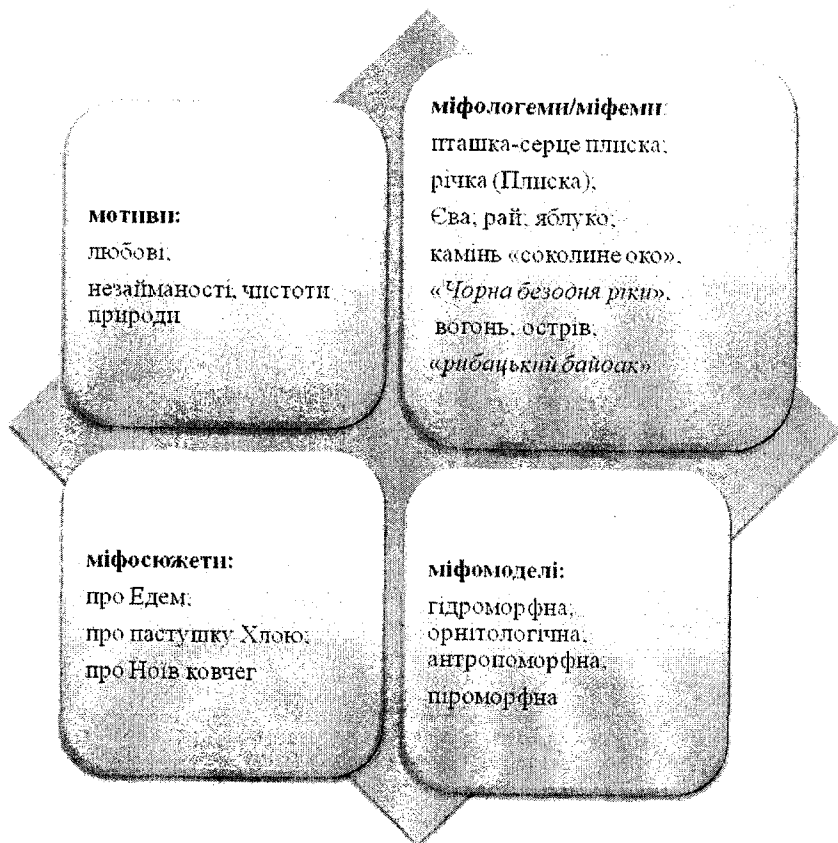 мотиви:
любові;
незайманості, чистоти
природи
міфологеми/міфеми:
пташка-серце плиска;
річка (Плиска);
Єва; рай; яблуко;
камінь «соколине око»,
«Чорна безодня ріки»,
вогонь; острів;
«рибацький байдак»
міфосюжети:
про Едем;
про пастушку Хлою;
про Ноїв ковчег
міфомоделі:
гідроморфна;
орнітологічна;
антропоморфна;
піроморфна